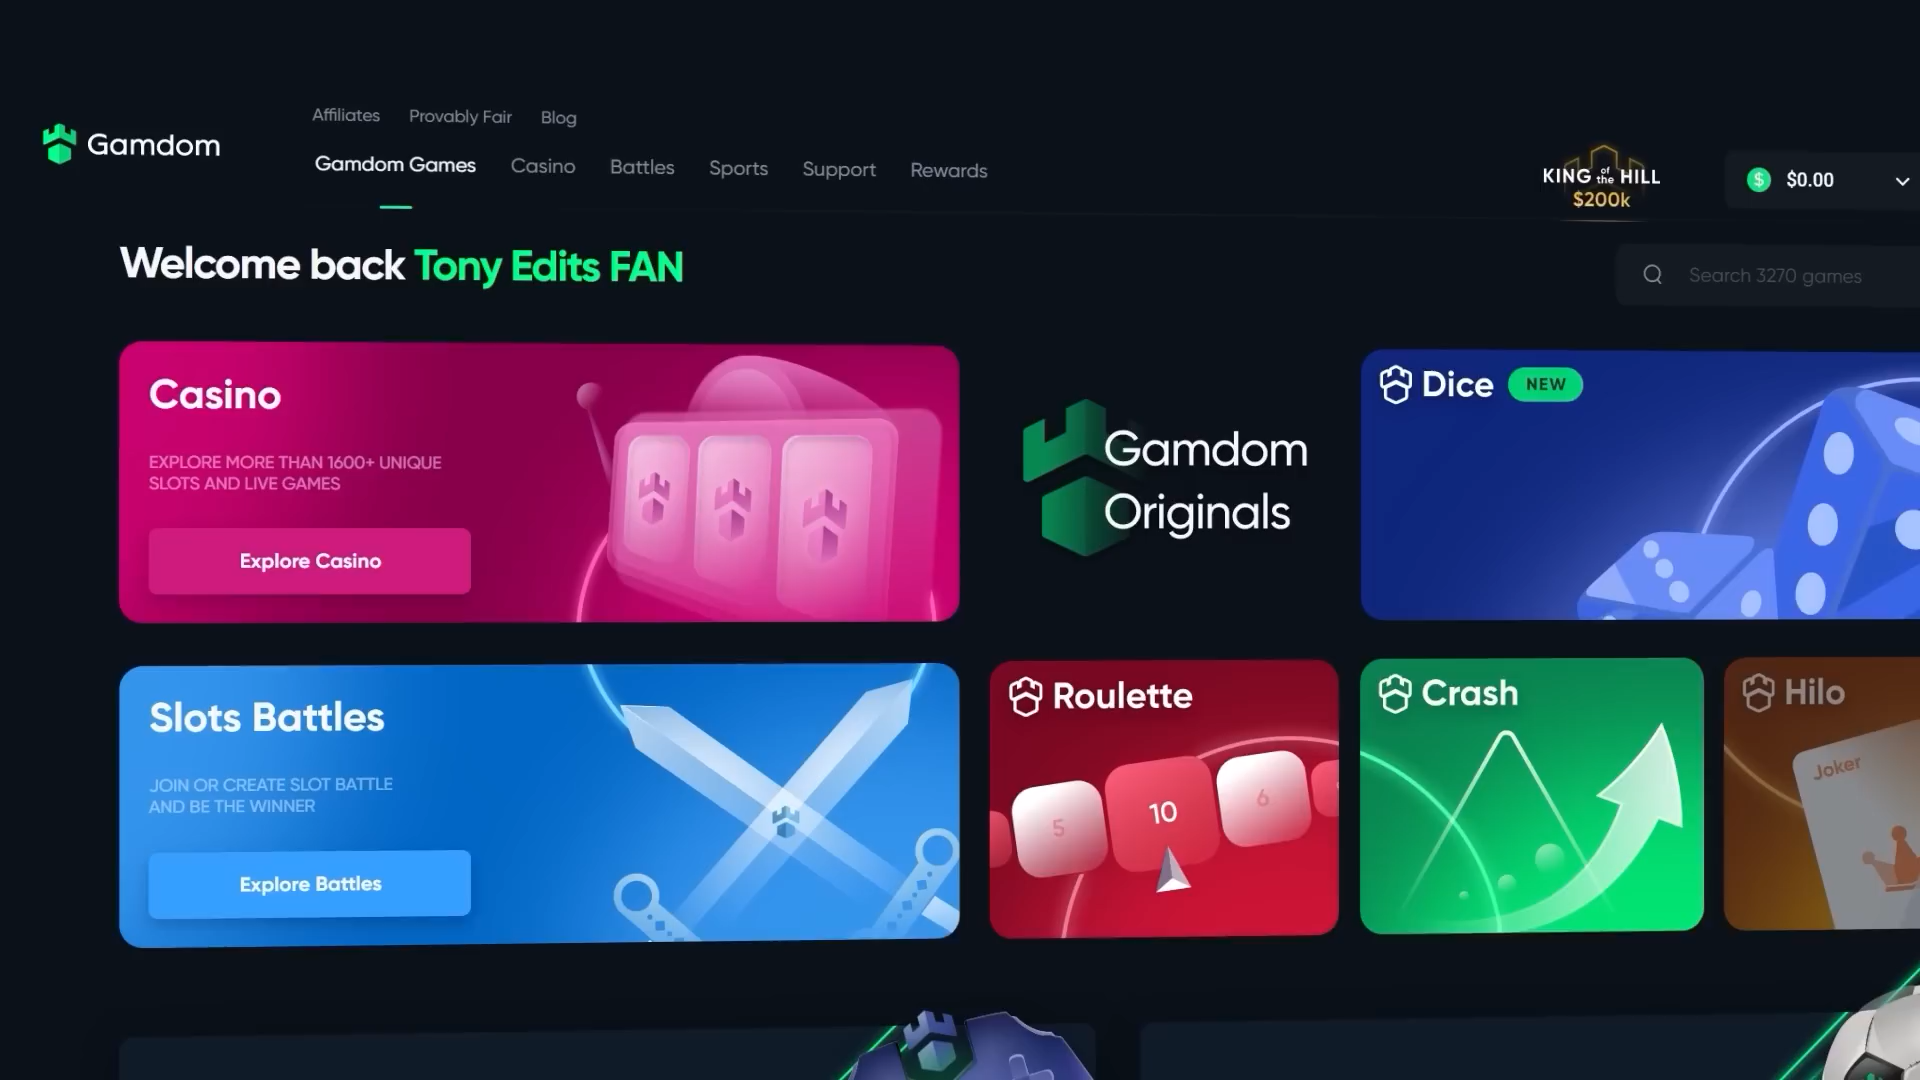 Affiliates Provably Fair Blog
Gamdom
Gamdom Games Casino Battles Sports Support Rewards
KING of the HILL
$200k
$0.00
Welcome back Tony Edits FAN
Search 3270 games
Casino
EXPLORE MORE THAN 1600+ UNIQUE
SLOTS AND LIVE GAMES
Explore Casino
Gamdom
Originals
Dice NEW
Slots Battles
JOIN OR CREATE SLOT BATTLE
AND BE THE WINNER
Explore Battles
Roulette
5 10 6
Crash
Hilo
Joker